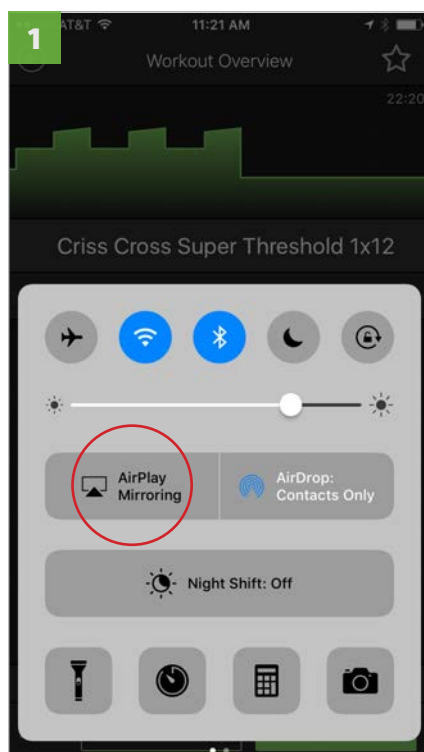 1
AT&T
11:21 AM
Workout Overview
22:20
Criss Cross Super Threshold 1x12
AirPlay
Mirroring
AirDrop:
Contacts Only
Night Shift: Off